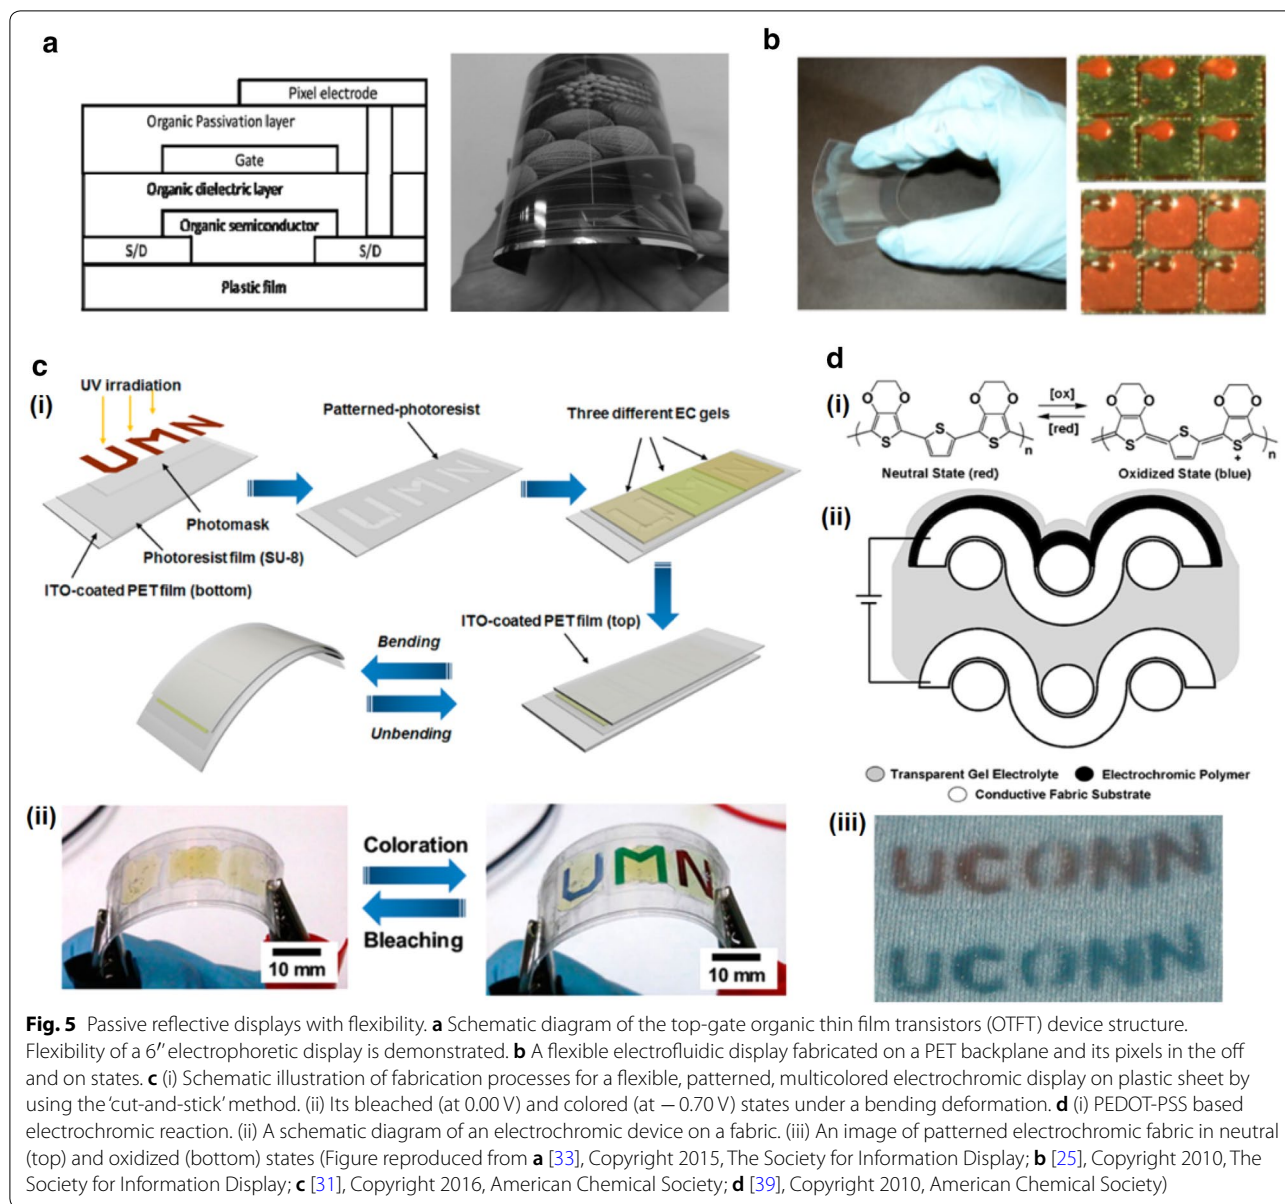 a
Pixel electrode
Organic Passivation layer
Gate
Organic dielectric layer
Organic semiconductor
S/D
S/D
Plastic film
b
c
(i)
UV irradiation
UMN
Photomask
Photoresist film (SU-8)
ITO-coated PET film (bottom)
Patterned-photoresist
UMN
Three different EC gels
UMN
ITO-coated PET film (top)
Bending
Unbending
(ii)
10 mm
Coloration
Bleaching
UMN
10 mm
d
(i)
O O O O
S S S
n
[ox]
[red]
O O O O
S S S
+
n
Neutral State (red)
Oxidized State (blue)
(ii)
Transparent Gel Electrolyte
Electrochromic Polymer
Conductive Fabric Substrate
(iii)
UCONN
UCONN
Fig. 5 Passive reflective displays with flexibility. a Schematic diagram of the top-gate organic thin film transistors (OTFT) device structure.
Flexibility of a 6″ electrophoretic display is demonstrated. b A flexible electrofluidic display fabricated on a PET backplane and its pixels in the off
and on states. c (i) Schematic illustration of fabrication processes for a flexible, patterned, multicolored electrochromic display on plastic sheet by
using the ‘cut-and-stick’ method. (ii) Its bleached (at 0.00 V) and colored (at − 0.70 V) states under a bending deformation. d (i) PEDOT-PSS based
electrochromic reaction. (ii) A schematic diagram of an electrochromic device on a fabric. (iii) An image of patterned electrochromic fabric in neutral
(top) and oxidized (bottom) states (Figure reproduced from a [33], Copyright 2015, The Society for Information Display; b [25], Copyright 2010, The
Society for Information Display; c [31], Copyright 2016, American Chemical Society; d [39], Copyright 2010, American Chemical Society)